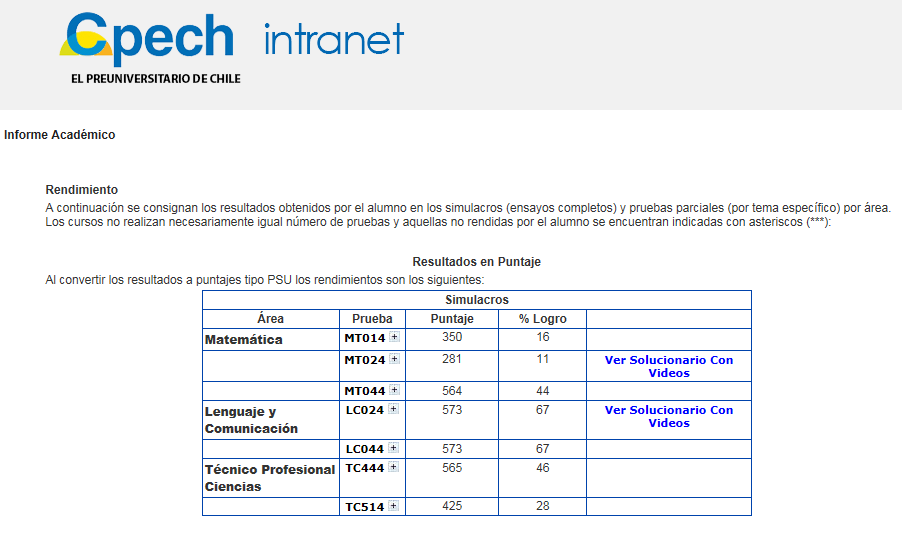 Cpech intranet
EL PREUNIVERSITARIO DE CHILE
Informe Académico
Rendimiento
A continuación se consignan los resultados obtenidos por el alumno en los simulacros (ensayos completos) y pruebas parciales (por tema específico) por área.
Los cursos no realizan necesariamente igual número de pruebas y aquellas no rendidas por el alumno se encuentran indicadas con asteriscos (***):
Resultados en Puntaje
Al convertir los resultados a puntajes tipo PSU los rendimientos son los siguientes:
Simulacros
Área Prueba Puntaje % Logro
Matemática MT014 + 350 16
MT024 + 281 11 Ver Solucionario Con
Videos
MT044 + 564 44
Lenguaje y LC024 + 573 67 Ver Solucionario Con
Comunicación Videos
LC044 + 573 67
Técnico Profesional TC444 + 565 46
Ciencias
TC514 + 425 28